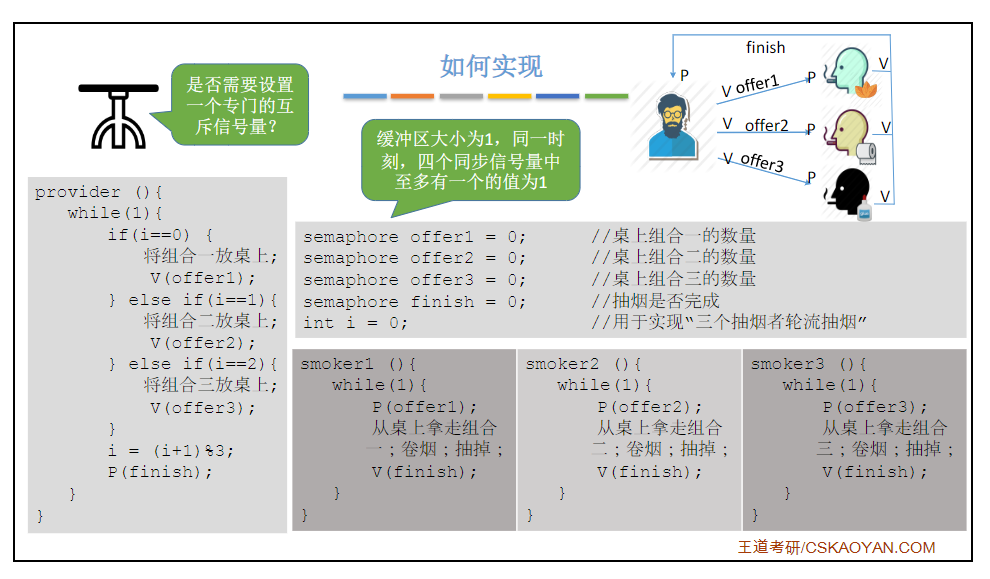 如何实现
是否需要设置
一个专门的互
斥信号量？
缓冲区大小为1，同一时
刻，四个同步信号量中
至多有一个的值为1
finish
P
V
V offer1
P
V offer2
P
V
V offer3
P
V
provider (){
while(1){
if(i==0) {
将组合一放桌上;
V(offer1);
} else if(i==1){
将组合二放桌上;
V(offer2);
} else if(i==2){
将组合三放桌上;
V(offer3);
}
i = (i+1)%3;
P(finish);
}
}
semaphore offer1 = 0; //桌上组合一的数量
semaphore offer2 = 0; //桌上组合二的数量
semaphore offer3 = 0; //桌上组合三的数量
semaphore finish = 0; //抽烟是否完成
int i = 0; //用于实现“三个抽烟者轮流抽烟”
smoker1 (){
while(1){
P(offer1);
从桌上拿走组合
一；卷烟；抽掉；
V(finish);
}
}
smoker2 (){
while(1){
P(offer2);
从桌上拿走组合
二；卷烟；抽掉；
V(finish);
}
}
smoker3 (){
while(1){
P(offer3);
从桌上拿走组合
三；卷烟；抽掉；
V(finish);
}
}
王道考研/CSKAOYAN.COM